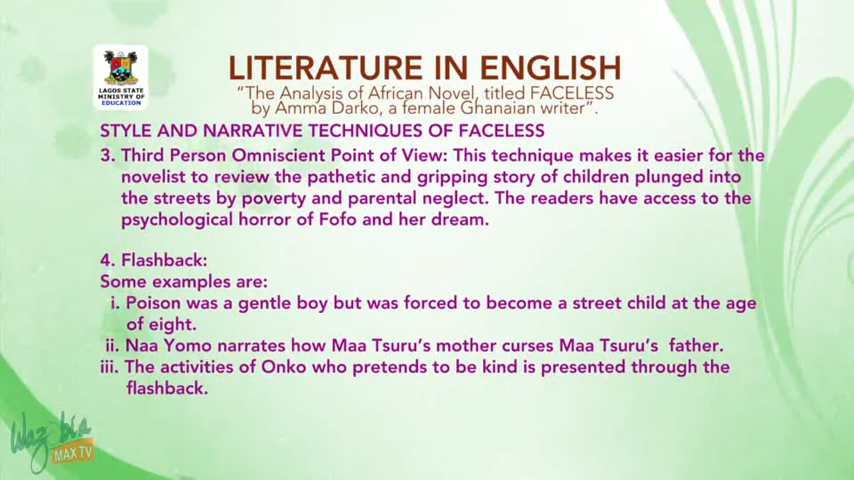 LAGOS STATE
MINISTRY OF
EDUCATION
LITERATURE IN ENGLISH
“The Analysis of African Novel, titled FACELESS
by Amma Darko, a female Ghanaian writer”.
STYLE AND NARRATIVE TECHNIQUES OF FACELESS
3. Third Person Omniscient Point of View: This technique makes it easier for the
novelist to review the pathetic and gripping story of children plunged into
the streets by poverty and parental neglect. The readers have access to the
psychological horror of Fofo and her dream.
4. Flashback:
Some examples are:
i. Poison was a gentle boy but was forced to become a street child at the age
of eight.
ii. Naa Yomo narrates how Maa Tsuru’s mother curses Maa Tsuru’s father.
iii. The activities of Onko who pretends to be kind is presented through the
flashback.
Wazobia
MAX TV